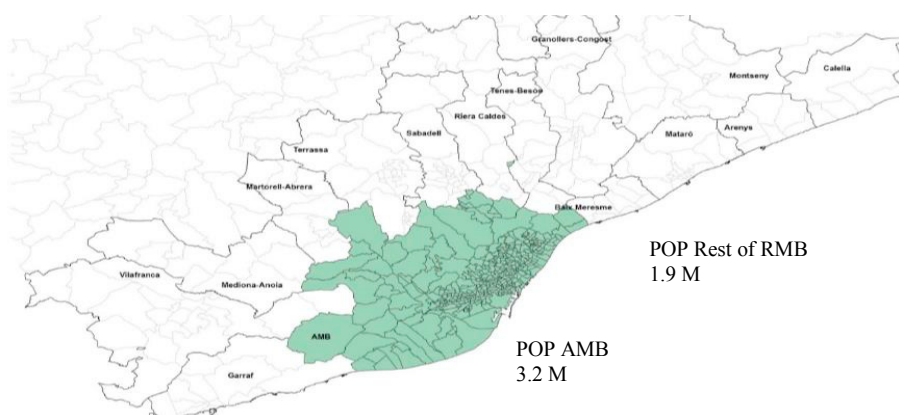 Granollers-Congost
Calella
Montseny
Tenes-Besòs
Riera Caldes
Arenys
Sabadell
Mataró
Terrassa
Martorell-Abrera
Baix Meresme
POP Rest of RMB
1.9 M
Vilafranca
Mediona-Anoia
AMB
POP AMB
3.2 M
Garraf